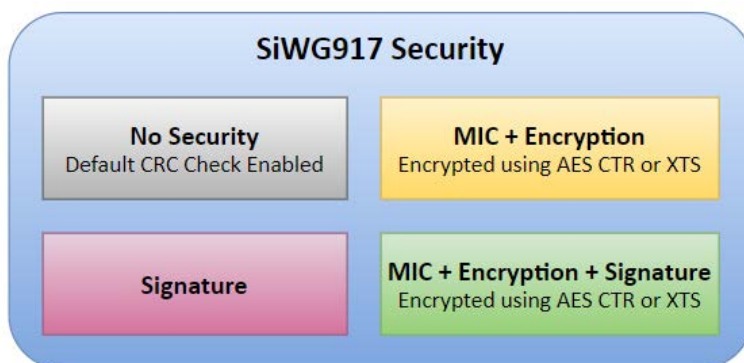 SiWG917 Security
No Security
Default CRC Check Enabled
MIC + Encryption
Encrypted using AES CTR or XTS
Signature
MIC + Encryption + Signature
Encrypted using AES CTR or XTS